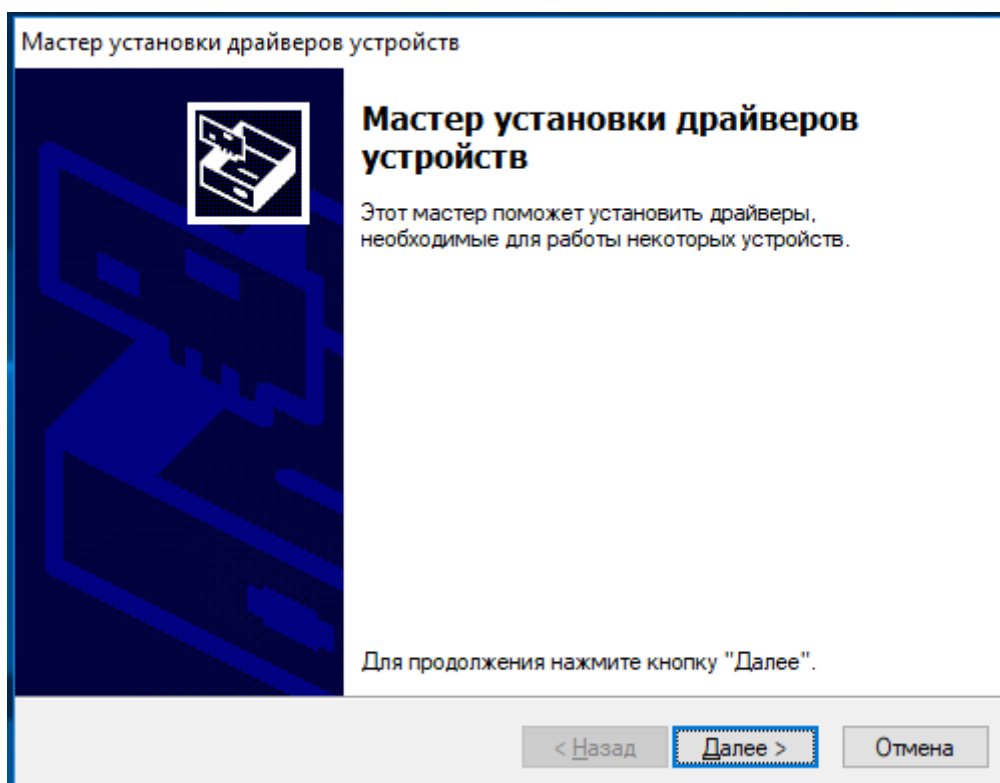 Мастер установки драйверов устройств
Мастер установки драйверов
устройств
Этот мастер поможет установить драйверы,
необходимые для работы некоторых устройств.
Для продолжения нажмите кнопку "Далее".
< Назад
Далее >
Отмена